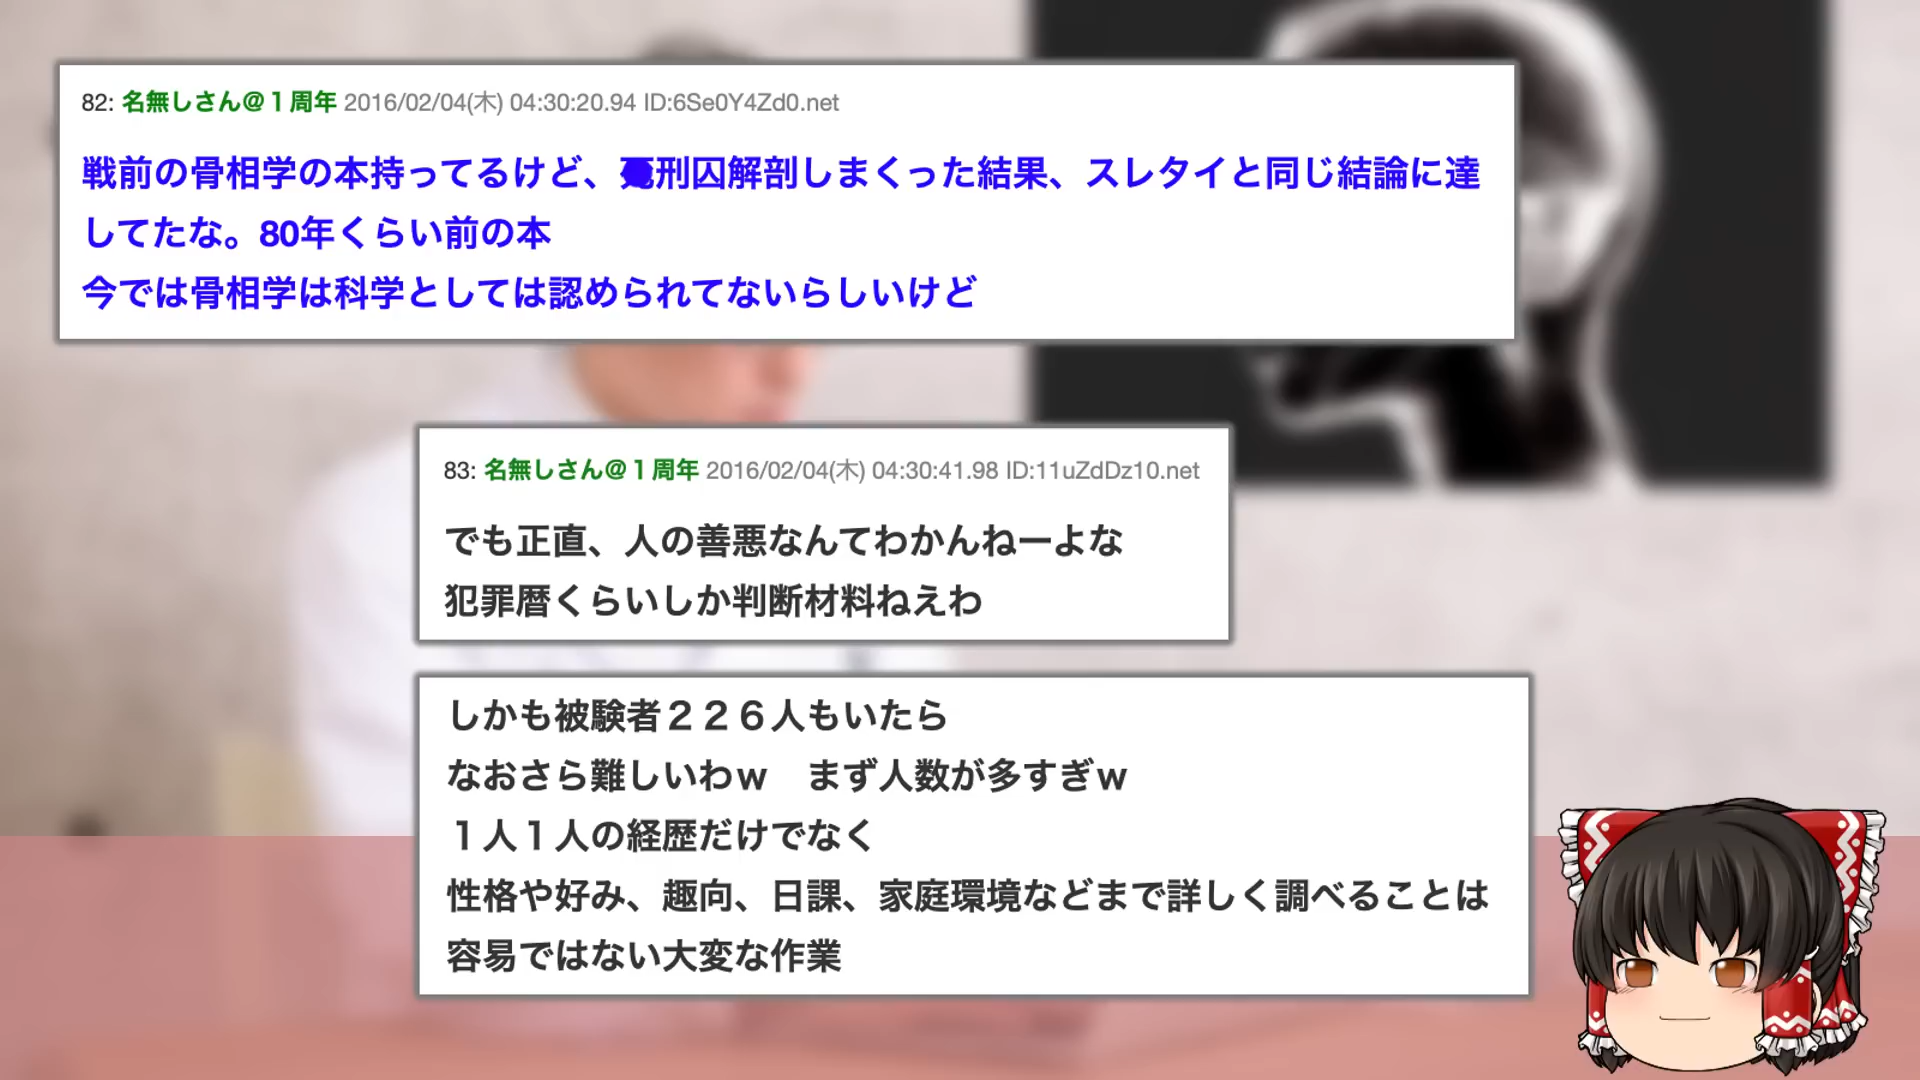 82: 名無しさん@１周年 2016/02/04(木) 04:30:20.94 ID:6Se0Y4Zd0.net
戦前の骨相学の本持ってるけど、死刑囚解剖しまくった結果、スレタイと同じ結論に達
してたな。80年くらい前の本
今では骨相学は科学としては認められてないらしいけど
83: 名無しさん@１周年 2016/02/04(木) 04:30:41.98 ID:11uZdDz10.net
でも正直、人の善悪なんてわかんねーよな
犯罪暦くらいしか判断材料ねえわ
しかも被験者２２６人もいたら
なおさら難しいわｗ　まず人数が多すぎｗ
１人１人の経歴だけでなく
性格や好み、趣向、日課、家庭環境などまで詳しく調べることは
容易ではない大変な作業